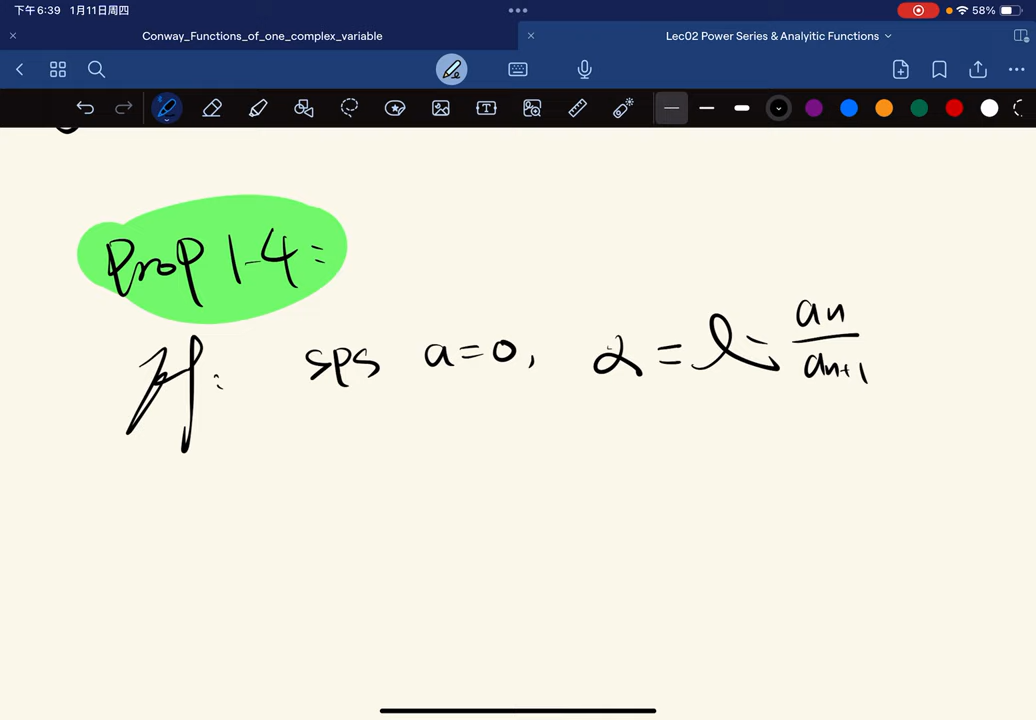 下午6:39 1月11日周四
58%
Conway_Functions_of_one_complex_variable
Lec02 Power Series & Analyitic Functions
Prop 1-4:
pf: sps a=0, α = lim an/an+1